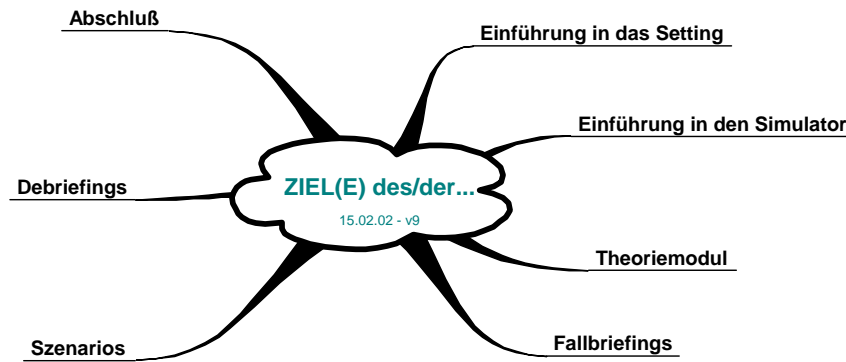 Abschluß
Einführung in das Setting
Einführung in den Simulator
Debriefings
ZIEL(E) des/der...
15.02.02 - v9
Theoriemodul
Szenarios
Fallbriefings